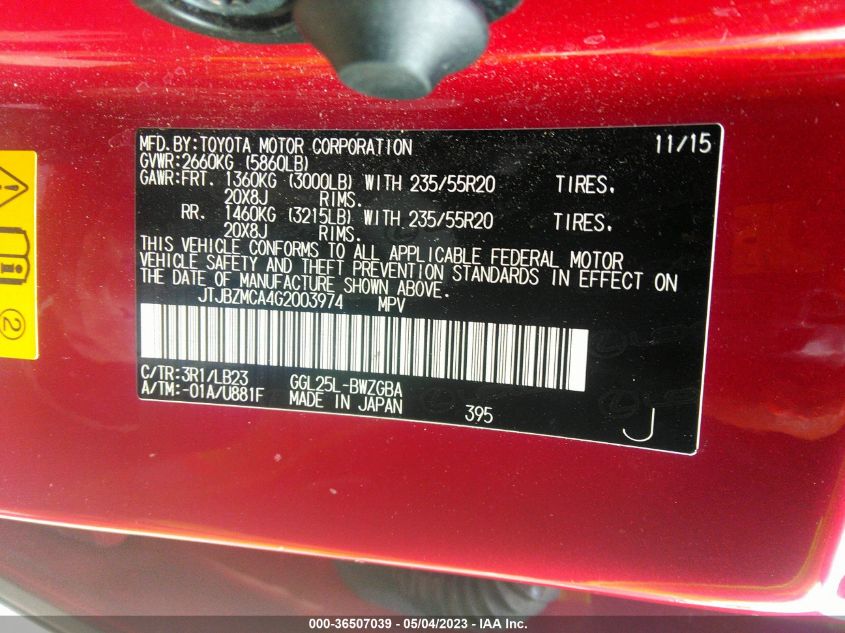 MFD.BY:TOYOTA MOTOR CORPORATION 11/15
GVWR:2660KG (5860LB)
GAWR:FRT. 1360KG (3000LB) WITH 235/55R20 TIRES.
20X8J RIMS.
RR. 1460KG (3215LB) WITH 235/55R20 TIRES.
20X8J RIMS.
THIS VEHICLE CONFORMS TO ALL APPLICABLE FEDERAL MOTOR
VEHICLE SAFETY AND THEFT PREVENTION STANDARDS IN EFFECT ON
THE DATE OF MANUFACTURE SHOWN ABOVE.
JTJBZMCA4G2003974 MPV
C/TR:3R1/LB23 GGL25L-BWZGBA
A/TM:-01A/U881F MADE IN JAPAN 395
J
2
000-36507039 - 05/04/2023 - IAA Inc.